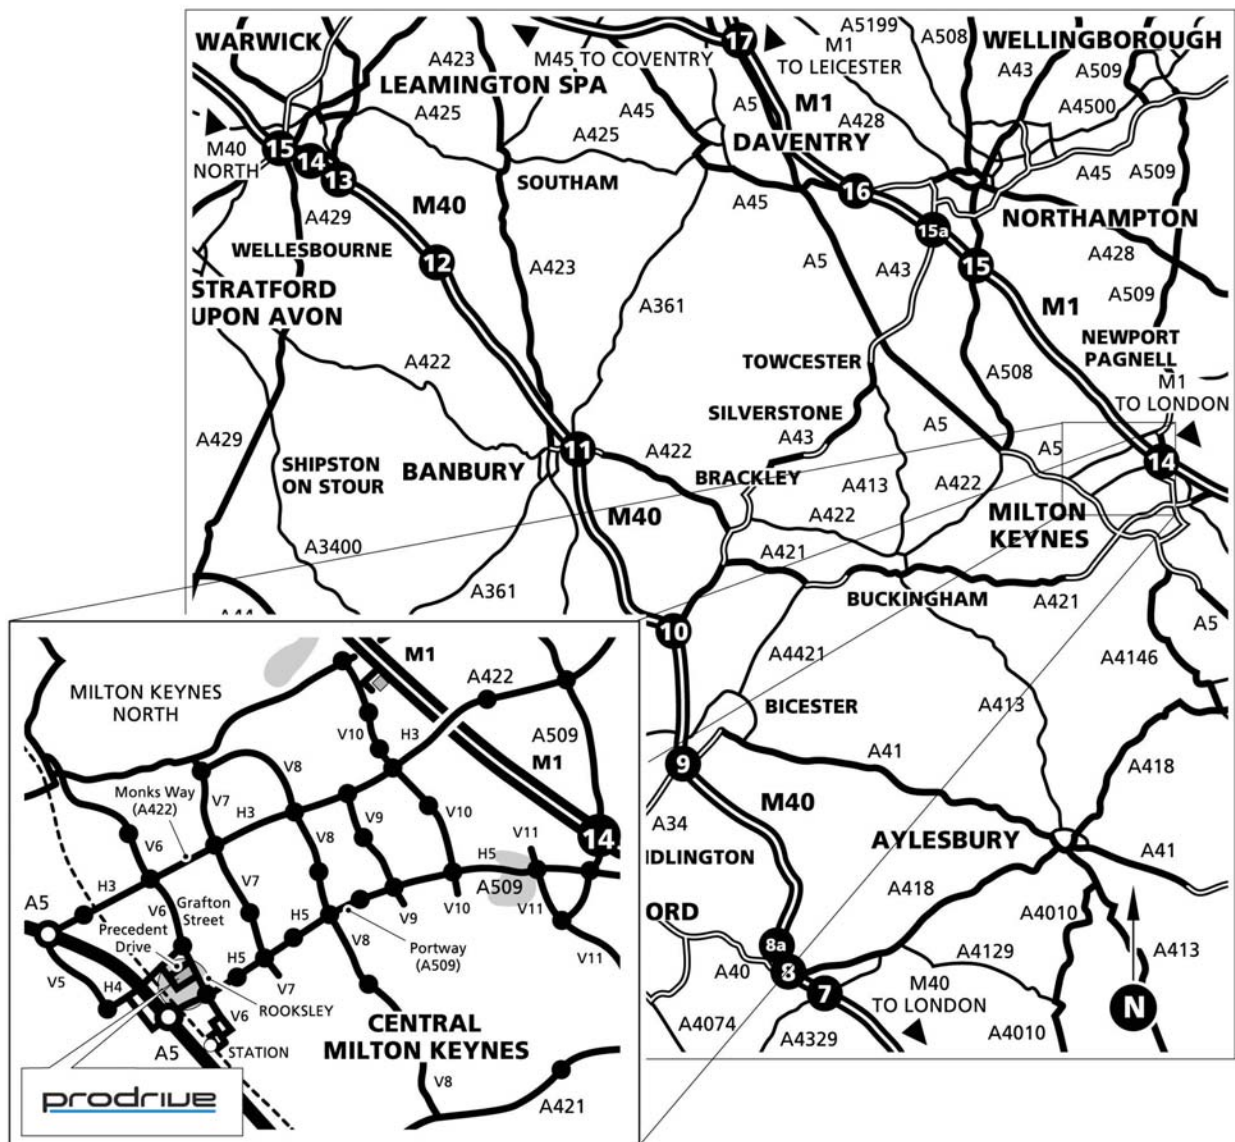 WARWICK
A423
M45 TO COVENTRY
17
M1
TO LEICESTER
A5199
A508
WELLINGBOROUGH
A43
A509
A4500
LEAMINGTON SPA
A425
A45
A425
A5
M1
A428
DAVENTRY
M40
NORTH
15
14
13
SOUTHAM
A45
16
A45
A509
A429
M40
WELLESBOURNE
12
A423
A5
A43
15a
15
NORTHAMPTON
A428
A509
STRATFORD
UPON AVON
A361
M1
NEWPORT
PAGNELL
A422
TOWCESTER
A508
M1
TO LONDON
SILVERSTONE
A429
A43
A5
A5
SHIPSTON
ON STOUR
BANBURY
11
A422
BRACKLEY
A413
A422
14
M40
A422
MILTON
KEYNES
A3400
A421
A361
BUCKINGHAM
A421
A44
10
A5
A4421
A4146
A413
BICESTER
9
A41
A418
M40
A34
IDLINGTON
AYLESBURY
A41
A418
ORD
A4010
8a
A4129
A413
A40
8
7
M40
TO LONDON
N
A4074
A4329
A4010
M1
MILTON KEYNES
NORTH
A422
V10
H3
A509
M1
V8
Monks Way
(A422)
V7
H3
V9
V10
V8
V11
14
V6
H5
A509
H3
V7
A5
V6
Grafton
Street
Precedent
Drive
H5
V9
V10
V11
V8
Portway
(A509)
V11
V5
H4
H5
V7
V6
ROOKSLEY
CENTRAL
MILTON KEYNES
A5
STATION
V8
A421
prodrive